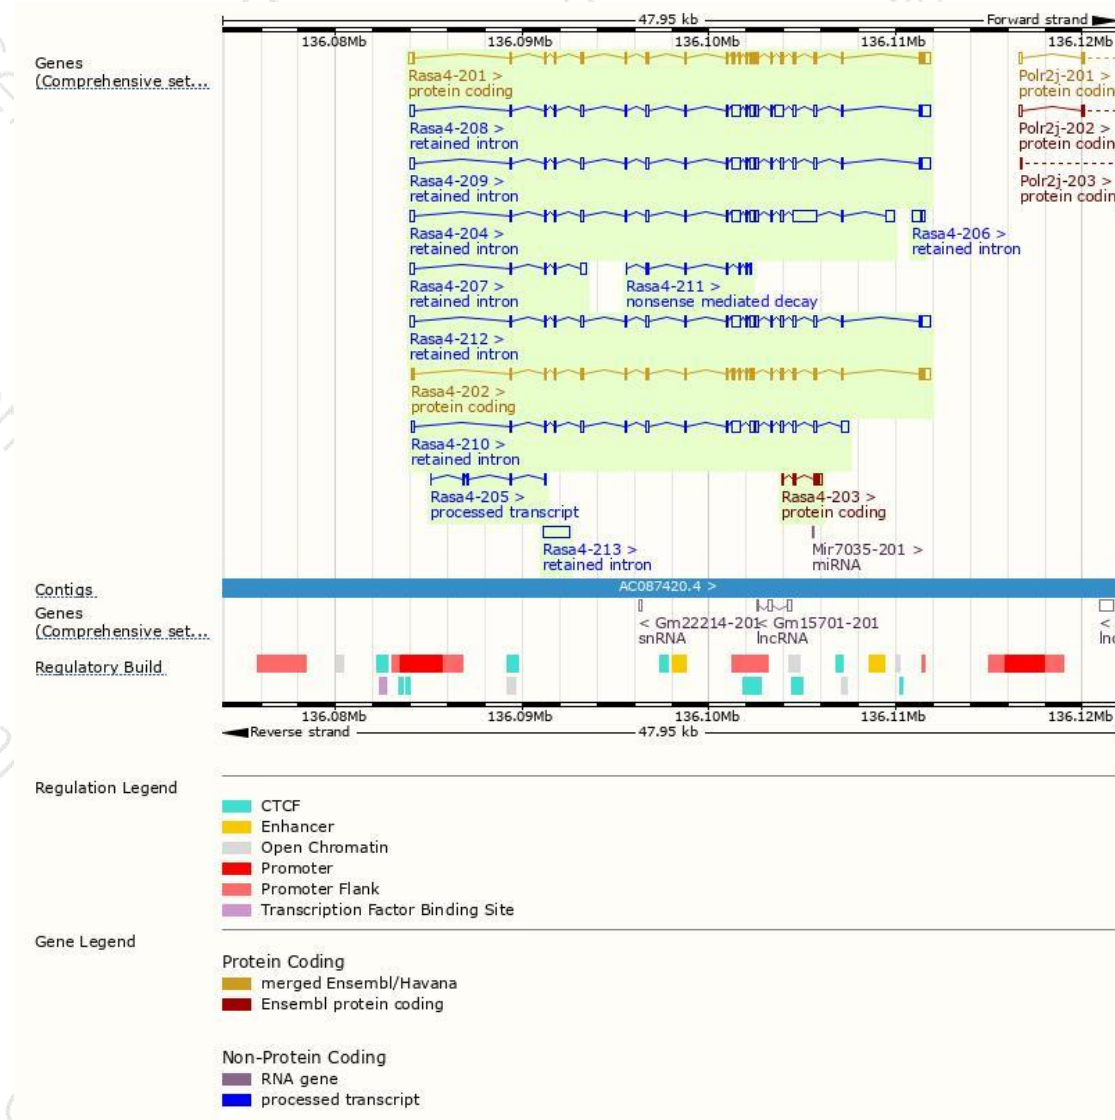 47.95 kb Forward strand
136.08Mb 136.09Mb 136.10Mb 136.11Mb 136.12Mb
Genes
(Comprehensive set...
Rasa4-201 > Polr2j-201 >
protein coding protein codin
Rasa4-208 > Polr2j-202 >
retained intron protein codin
Rasa4-209 > Polr2j-203 >
retained intron protein codin
Rasa4-204 > Rasa4-206 >
retained intron retained intron
Rasa4-207 > Rasa4-211 >
retained intron nonsense mediated decay
Rasa4-212 >
retained intron
Rasa4-202 >
protein coding
Rasa4-210 >
retained intron
Rasa4-205 > Rasa4-203 >
processed transcript protein coding
Rasa4-213 > Mir7035-201 >
retained intron miRNA
Contigs AC087420.4 >
Genes
(Comprehensive set...
< Gm22214-201 < Gm15701-201 <
snRNA lncRNA lnc
Regulatory Build
136.08Mb 136.09Mb 136.10Mb 136.11Mb 136.12Mb
Reverse strand 47.95 kb
Regulation Legend
CTCF
Enhancer
Open Chromatin
Promoter
Promoter Flank
Transcription Factor Binding Site
Gene Legend
Protein Coding
merged Ensembl/Havana
Ensembl protein coding
Non-Protein Coding
RNA gene
processed transcript